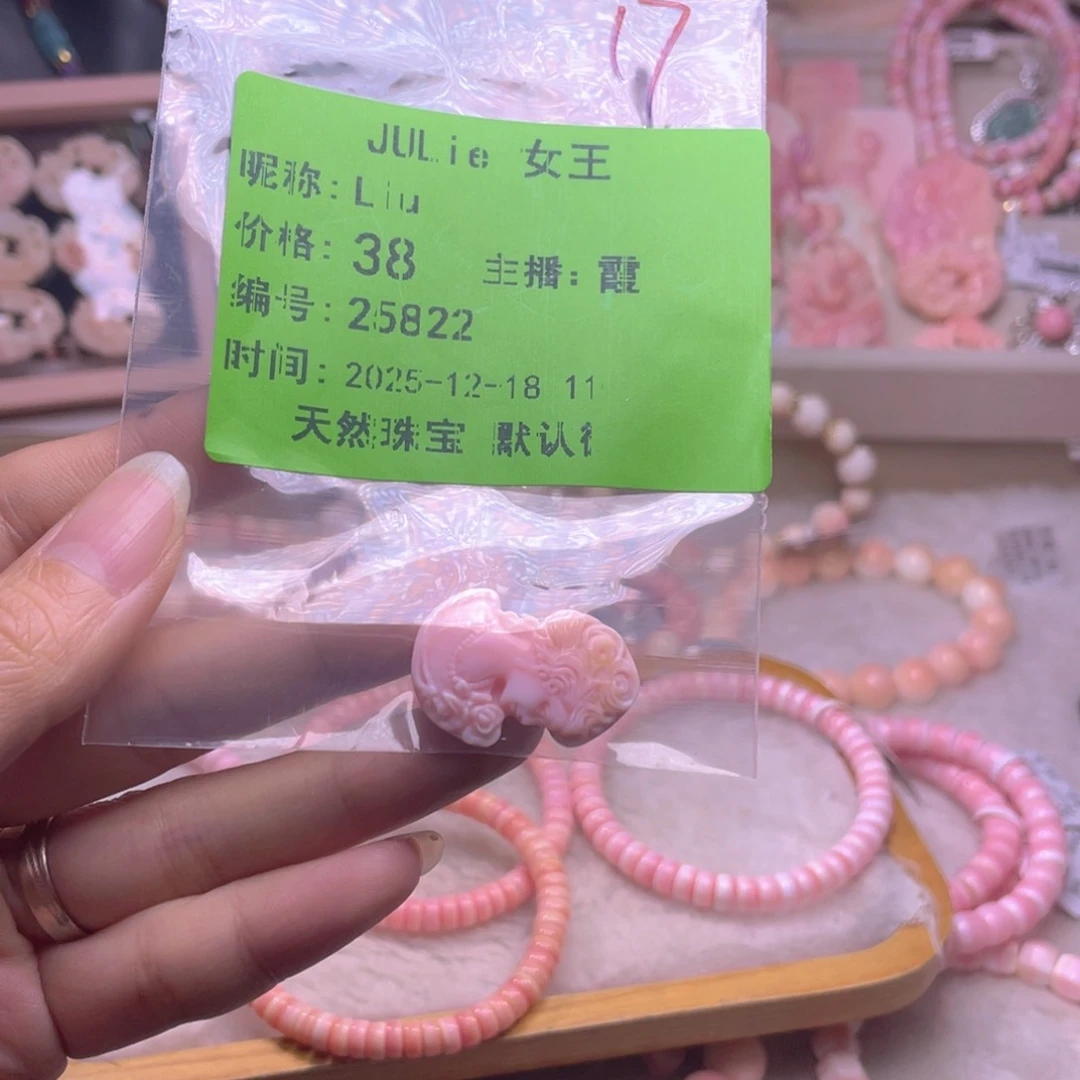 17
JULie 女王
昵称: Liu
价格: 38 主播: 霞
编号: 25822
时间: 2025-12-18 11
天然珠宝 默认